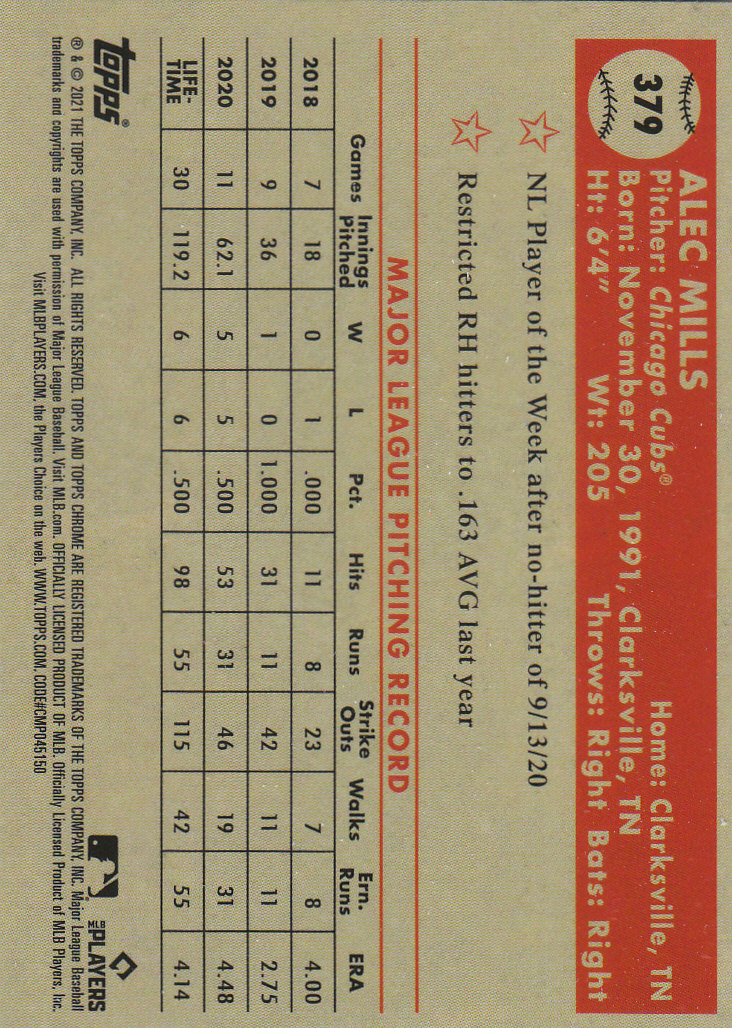 379
ALEC MILLS
Pitcher: Chicago Cubs® Home: Clarksville, TN
Born: November 30, 1991, Clarksville, TN
Ht: 6'4" Wt: 205 Throws: Right Bats: Right
NL Player of the Week after no-hitter of 9/13/20
Restricted RH hitters to .163 AVG last year
MAJOR LEAGUE PITCHING RECORD
Games Innings Pitched W L Pct. Hits Runs Strike Outs Walks Ern. Runs ERA
2018 7 18 0 1 .000 11 8 23 7 8 4.00
2019 9 36 1 0 1.000 31 11 42 11 11 2.75
2020 11 62.1 5 5 .500 53 31 46 19 31 4.48
LIFE-TIME 30 119.2 6 6 .500 98 55 115 42 55 4.14
topps®
MLB PLAYERS
® & © 2021 THE TOPPS COMPANY, INC. ALL RIGHTS RESERVED. TOPPS AND TOPPS CHROME ARE REGISTERED TRADEMARKS OF THE TOPPS COMPANY, INC. Major League Baseball
trademarks and copyrights are used with permission of Major League Baseball. Visit MLB.com. OFFICIALLY LICENSED PRODUCT OF MLB. Officially Licensed Product of MLB Players, Inc.
Visit MLBPLAYERS.COM, the Players Choice on the web. WWW.TOPPS.COM. CODE#CMP045150